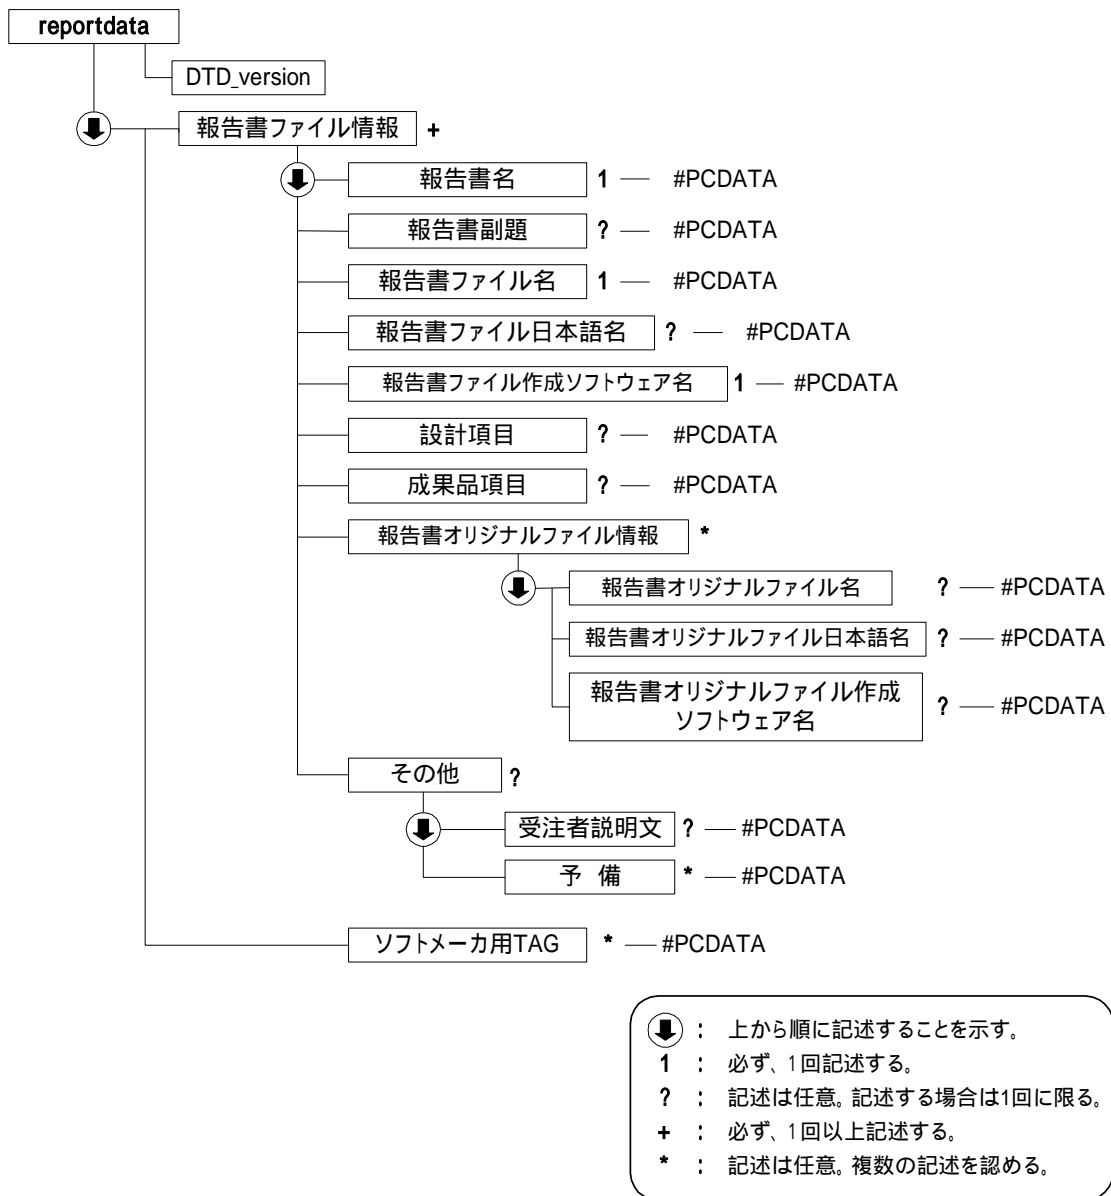 reportdata
DTD_version
報告書ファイル情報 +
報告書名 1 — #PCDATA
報告書副題 ? — #PCDATA
報告書ファイル名 1 — #PCDATA
報告書ファイル日本語名 ? — #PCDATA
報告書ファイル作成ソフトウェア名 1 — #PCDATA
設計項目 ? — #PCDATA
成果品項目 ? — #PCDATA
報告書オリジナルファイル情報 *
報告書オリジナルファイル名 ? — #PCDATA
報告書オリジナルファイル日本語名 ? — #PCDATA
報告書オリジナルファイル作成
ソフトウェア名 ? — #PCDATA
その他 ?
受注者説明文 ? — #PCDATA
予 備 * — #PCDATA
ソフトメーカ用TAG * — #PCDATA
: 上から順に記述することを示す。
1 : 必ず、1回記述する。
? : 記述は任意。記述する場合は1回に限る。
+ : 必ず、1回以上記述する。
* : 記述は任意。複数の記述を認める。